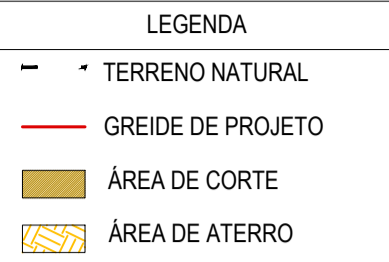 LEGENDA
TERRENO NATURAL
GREIDE DE PROJETO
ÁREA DE CORTE
ÁREA DE ATERRO